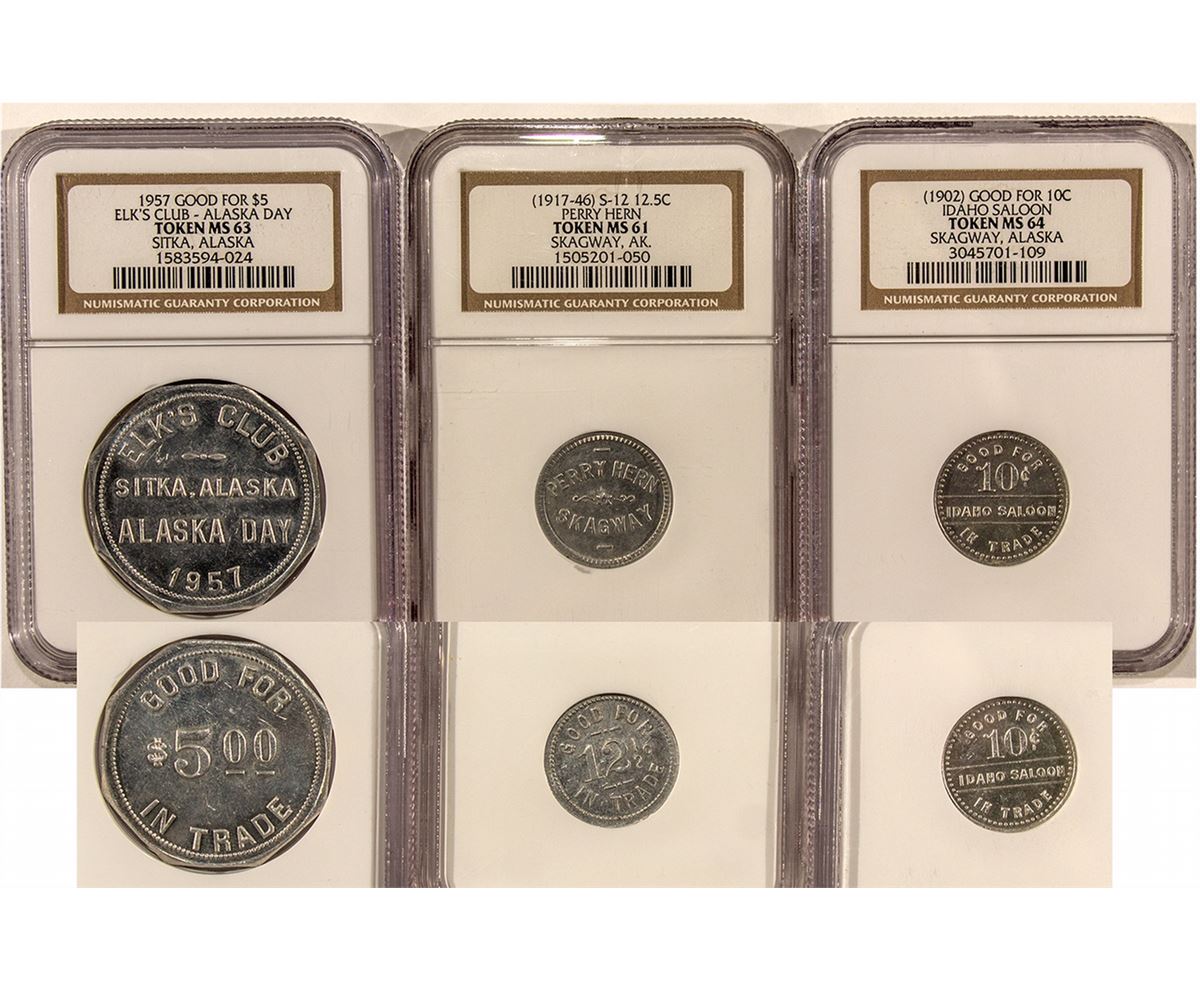 1957 GOOD FOR $5
ELK'S CLUB - ALASKA DAY
TOKEN MS 63
SITKA, ALASKA
1583594-024
NUMISMATIC GUARANTY CORPORATION
ELK'S CLUB
SITKA, ALASKA
ALASKA DAY
1957
(1917-46) S-12 12.5C
PERRY HERN
TOKEN MS 61
SKAGWAY, AK.
1505201-050
NUMISMATIC GUARANTY CORPORATION
PERRY HERN
SKAGWAY
(1902) GOOD FOR 10C
IDAHO SALOON
TOKEN MS 64
SKAGWAY, ALASKA
3045701-109
NUMISMATIC GUARANTY CORPORATION
GOOD FOR
10¢
IDAHO SALOON
IN TRADE
GOOD FOR
$500
IN TRADE
GOOD FOR
12½¢
IN TRADE
GOOD FOR
10¢
IDAHO SALOON
IN TRADE